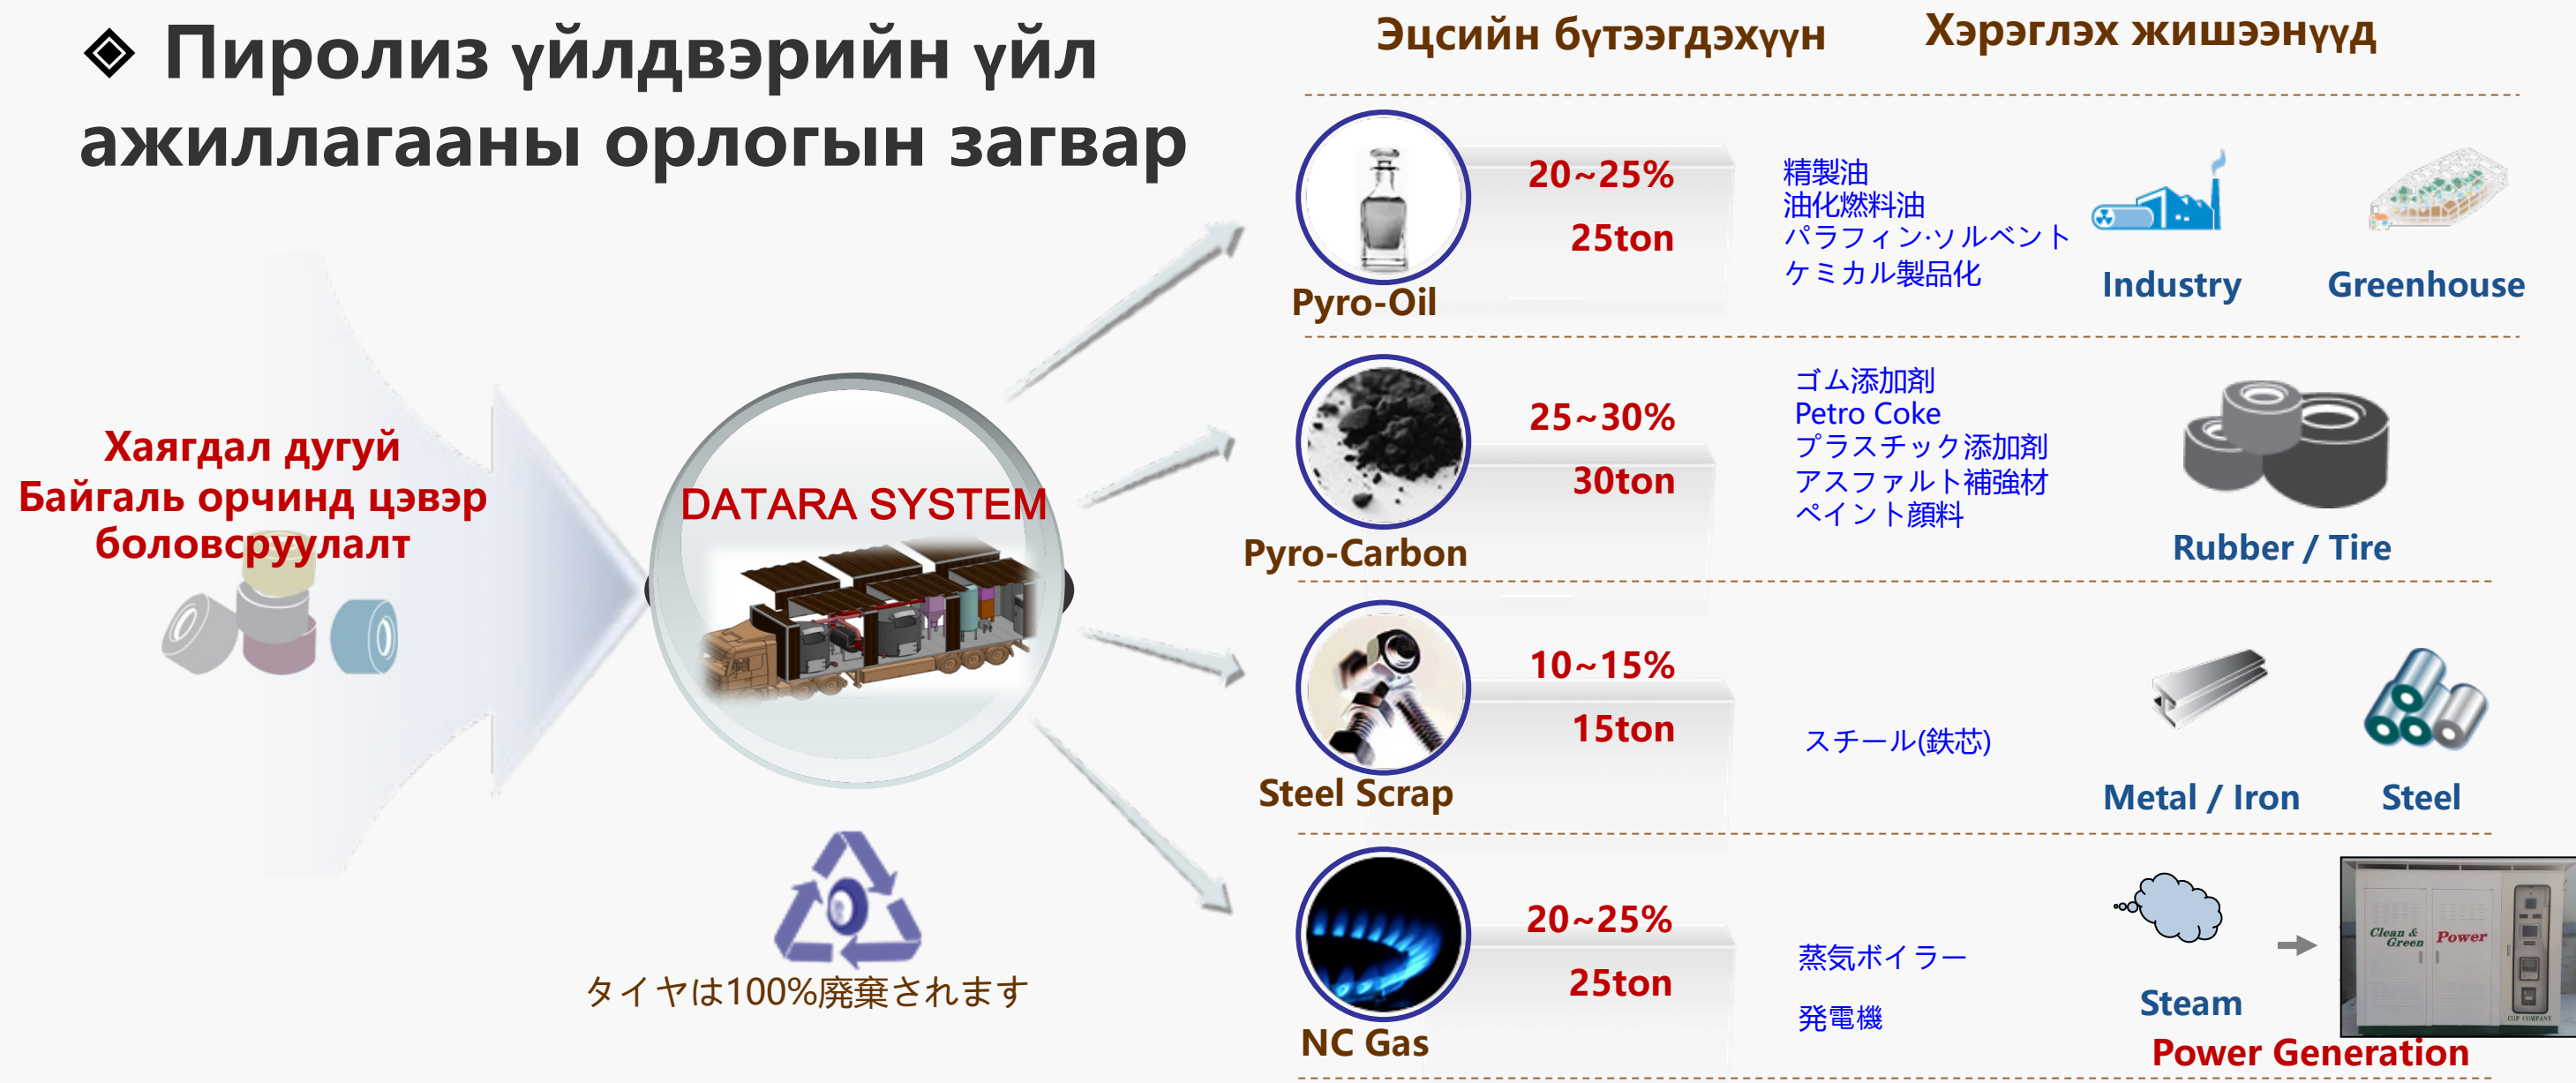 Пиролиз үйлдвэрийн үйл
ажиллагааны орлогын загвар
Эцсийн бүтээгдэхүүн
Хэрэглэх жишээнүүд
Хаягдал дугуй
Байгаль орчинд цэвэр
боловсруулалт
DATARA SYSTEM
タイヤは100%廃棄されます
20~25%
25ton
Pyro-Oil
精製油
油化燃料油
パラフィン·ソルベント
ケミカル製品化
Industry
Greenhouse
25~30%
30ton
Pyro-Carbon
ゴム添加剤
Petro Coke
プラスチック添加剤
アスファルト補強材
ペイント顔料
Rubber / Tire
10~15%
15ton
Steel Scrap
スチール(鉄芯)
Metal / Iron
Steel
20~25%
25ton
NC Gas
蒸気ボイラー
発電機
Steam
Clean &
Green
Power
CGP COMPANY
Power Generation